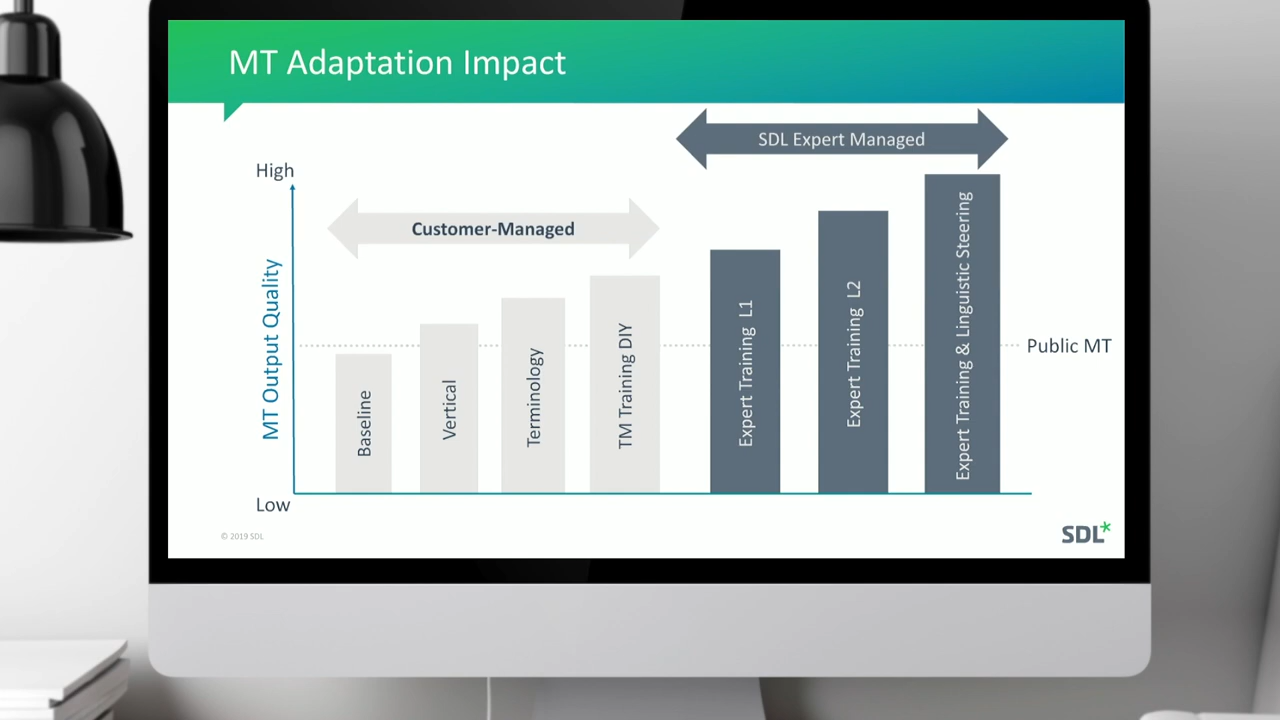 MT Adaptation Impact
SDL Expert Managed
High
Customer-Managed
MT Output Quality
Baseline
Vertical
Terminology
TM Training DIY
Expert Training L1
Expert Training L2
Expert Training & Linguistic Steering
Public MT
Low
© 2019 SDL
SDL*